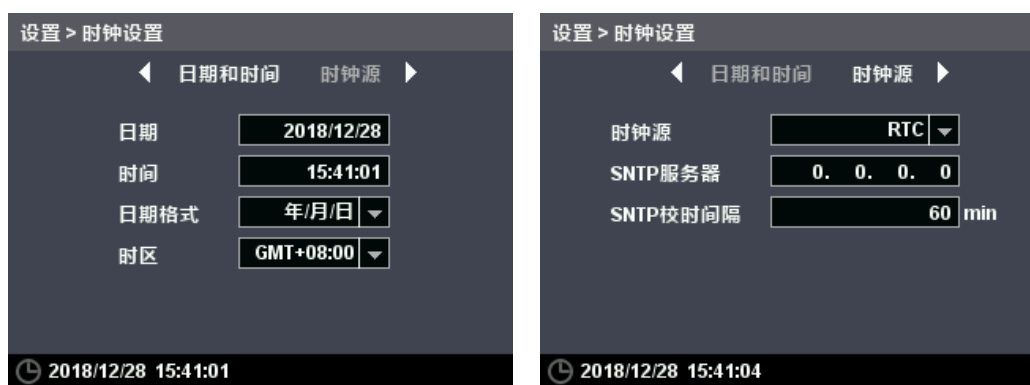 设置 > 时钟设置
日期和时间 时钟源
日期 2018/12/28
时间 15:41:01
日期格式 年/月/日
时区 GMT+08:00
2018/12/28 15:41:01
设置 > 时钟设置
日期和时间 时钟源
时钟源 RTC
SNTP服务器 0. 0. 0. 0
SNTP校时间隔 60 min
2018/12/28 15:41:04